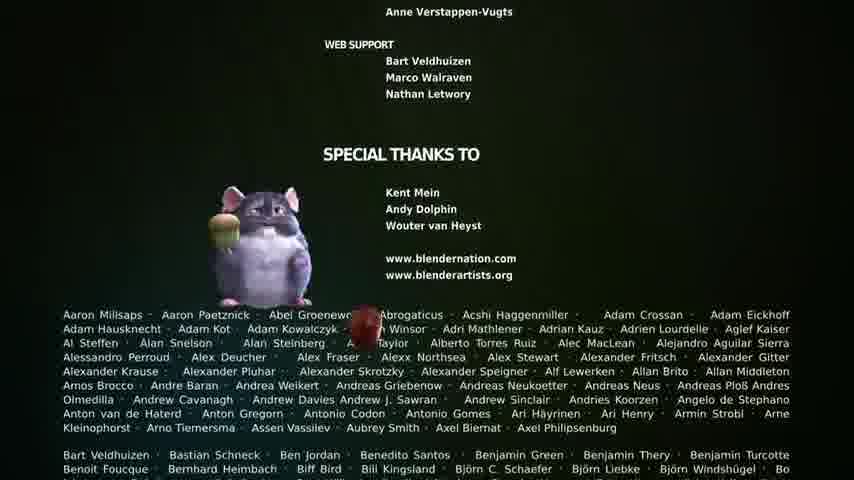 Anne Verstappen-Vugts
WEB SUPPORT
Bart Veldhuizen
Marco Walraven
Nathan Letwory
SPECIAL THANKS TO
Kent Mein
Andy Dolphin
Wouter van Heyst
www.blendernation.com
www.blenderartists.org
Aaron Millsaps · Aaron Paetznick · Abel Groenewo Abrogaticus · Acshi Haggenmiller · Adam Crossan · Adam Eickhoff
Adam Hausknecht · Adam Kot · Adam Kowalczyk · Winsor · Adri Mathlener · Adrian Kauz · Adrien Lourdelle · Aglef Kaiser
Al Steffen · Alan Snelson · Alan Steinberg · Taylor · Alberto Torres Ruiz · Alec MacLean · Alejandro Aguilar Sierra
Alessandro Perroud · Alex Deucher · Alex Fraser · Alexx Northsea · Alex Stewart · Alexander Fritsch · Alexander Gitter
Alexander Krause · Alexander Pluhar · Alexander Skrotzky · Alexander Speigner · Alf Lewerken · Allan Brito · Allan Middleton
Amos Brocco · Andre Baran · Andrea Weikert · Andreas Griebenow · Andreas Neukoetter · Andreas Neus · Andreas Ploß Andres
Olmedilla · Andrew Cavanagh · Andrew Davies Andrew J. Sawran · Andrew Sinclair · Andries Koorzen · Angelo de Stephano
Anton van de Haterd · Anton Gregorn · Antonio Codon · Antonio Gomes · Ari Häyrinen · Ari Henry · Armin Strobl · Arne
Kleinophorst · Arno Tiemersma · Assen Vassilev · Aubrey Smith · Axel Biernat · Axel Philipsenburg
Bart Veldhuizen · Bastian Schneck · Ben Jordan · Benedito Santos · Benjamin Green · Benjamin Thery · Benjamin Turcotte
Benoit Foucque · Bernhard Heimbach · Biff Bird · Bill Kingsland · Björn C. Schaefer · Björn Liebke · Björn Windshügel · Bo